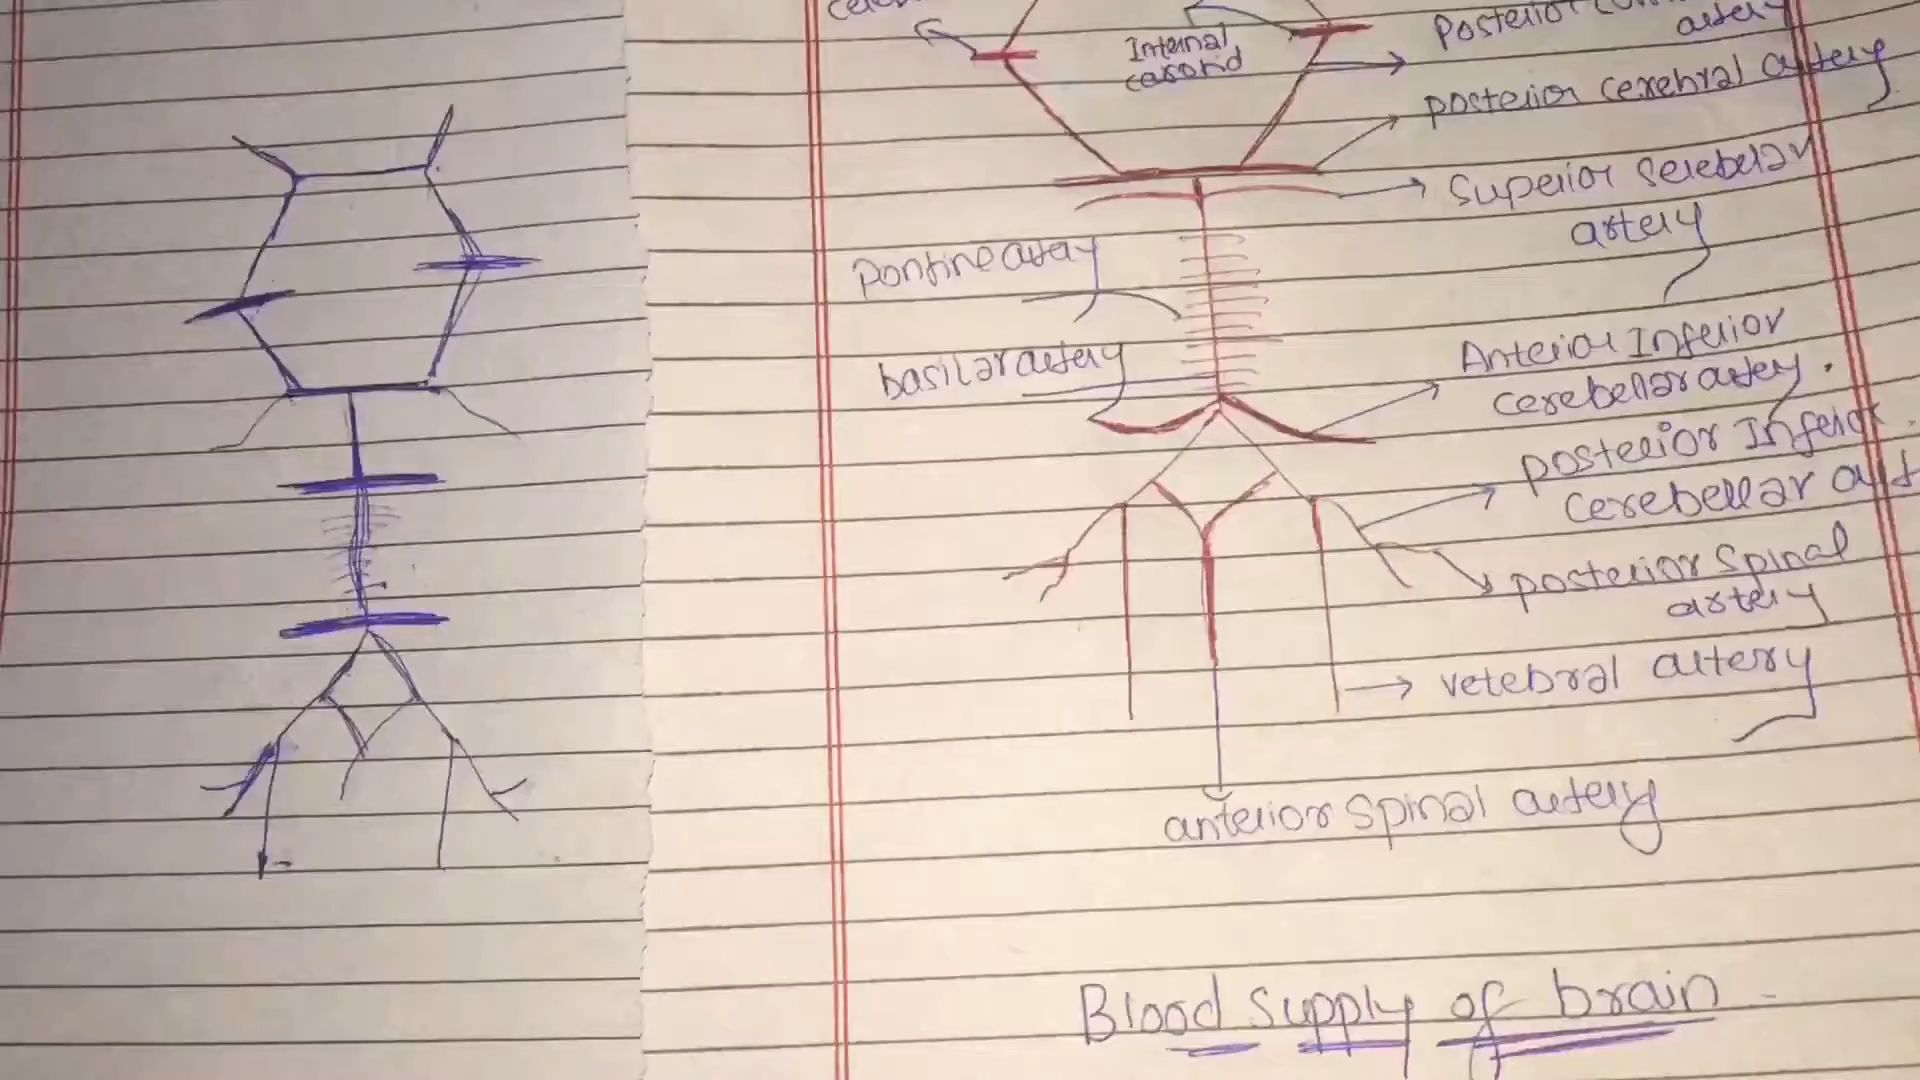 Internal
carotid
Posterior
artery
posterior cerebral artery
Superior serebelar
artery
Pontine artery
basilar artery
Anterior Inferior
cerebellar artery.
posterior Inferior
cerebellar
posterior spinal
artery
vetebral artery
anterior spinal artery
Blood supply of brain